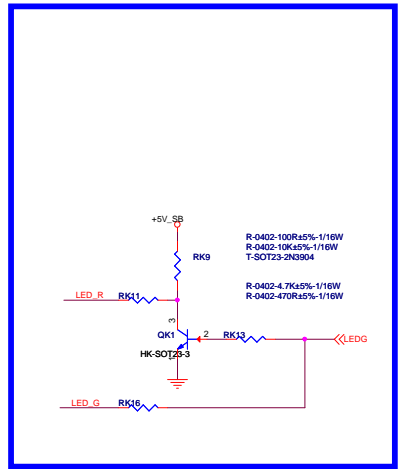 +5V_SB
RK9
R-0402-100R±5%-1/16W
R-0402-10K±5%-1/16W
T-SOT23-2N3904
R-0402-4.7K±5%-1/16W
R-0402-470R±5%-1/16W
LED_R
RK11
3
QK1
2
RK13
LEDG
HK-SOT23-3
1
LED_G
RK16